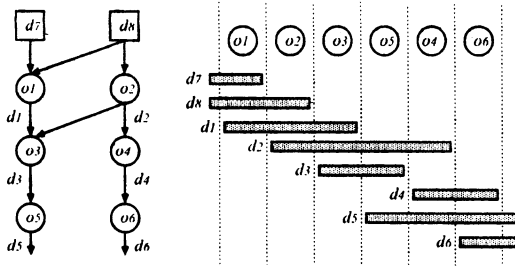 d7 d8
o1 o2
d1 d2
o3 o4
d3 d4
o5 o6
d5 d6
o1 o2 o3 o5 o4 o6
d7
d8
d1
d2
d3
d4
d5
d6